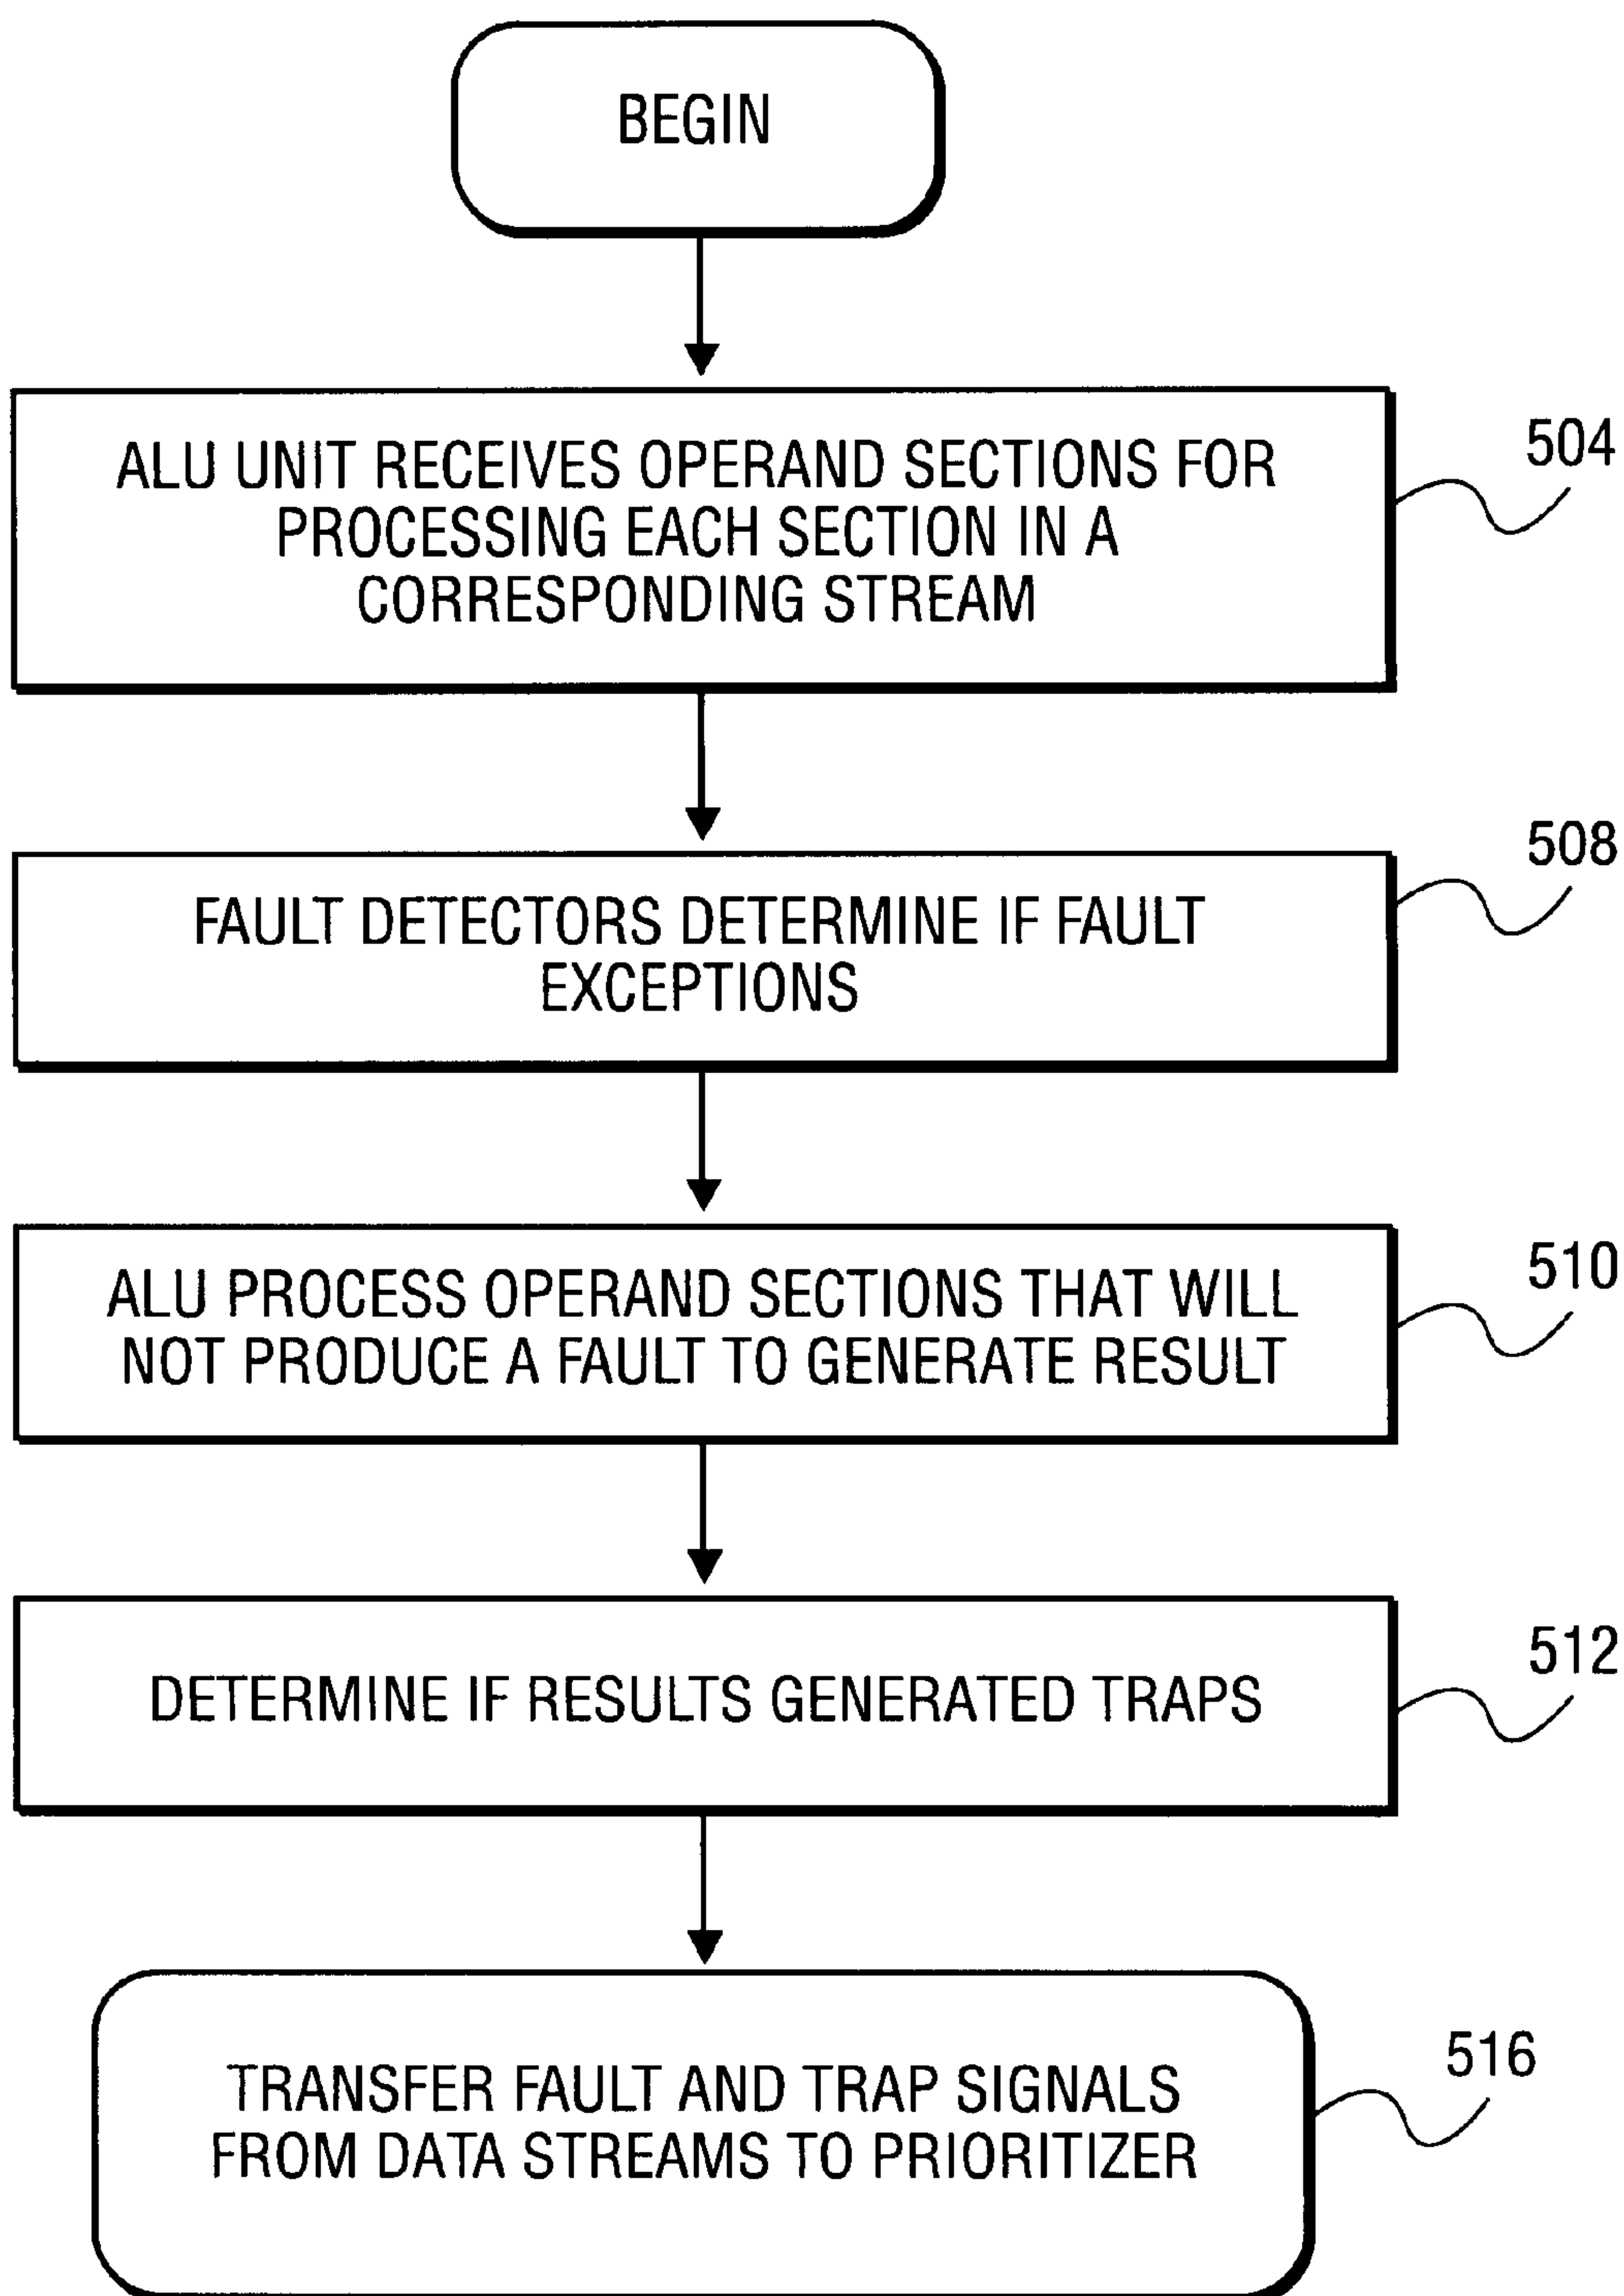 BEGIN
ALU UNIT RECEIVES OPERAND SECTIONS FOR
PROCESSING EACH SECTION IN A
CORRESPONDING STREAM
504
FAULT DETECTORS DETERMINE IF FAULT
EXCEPTIONS
508
ALU PROCESS OPERAND SECTIONS THAT WILL
NOT PRODUCE A FAULT TO GENERATE RESULT
510
DETERMINE IF RESULTS GENERATED TRAPS
512
TRANSFER FAULT AND TRAP SIGNALS
FROM DATA STREAMS TO PRIORITIZER
516